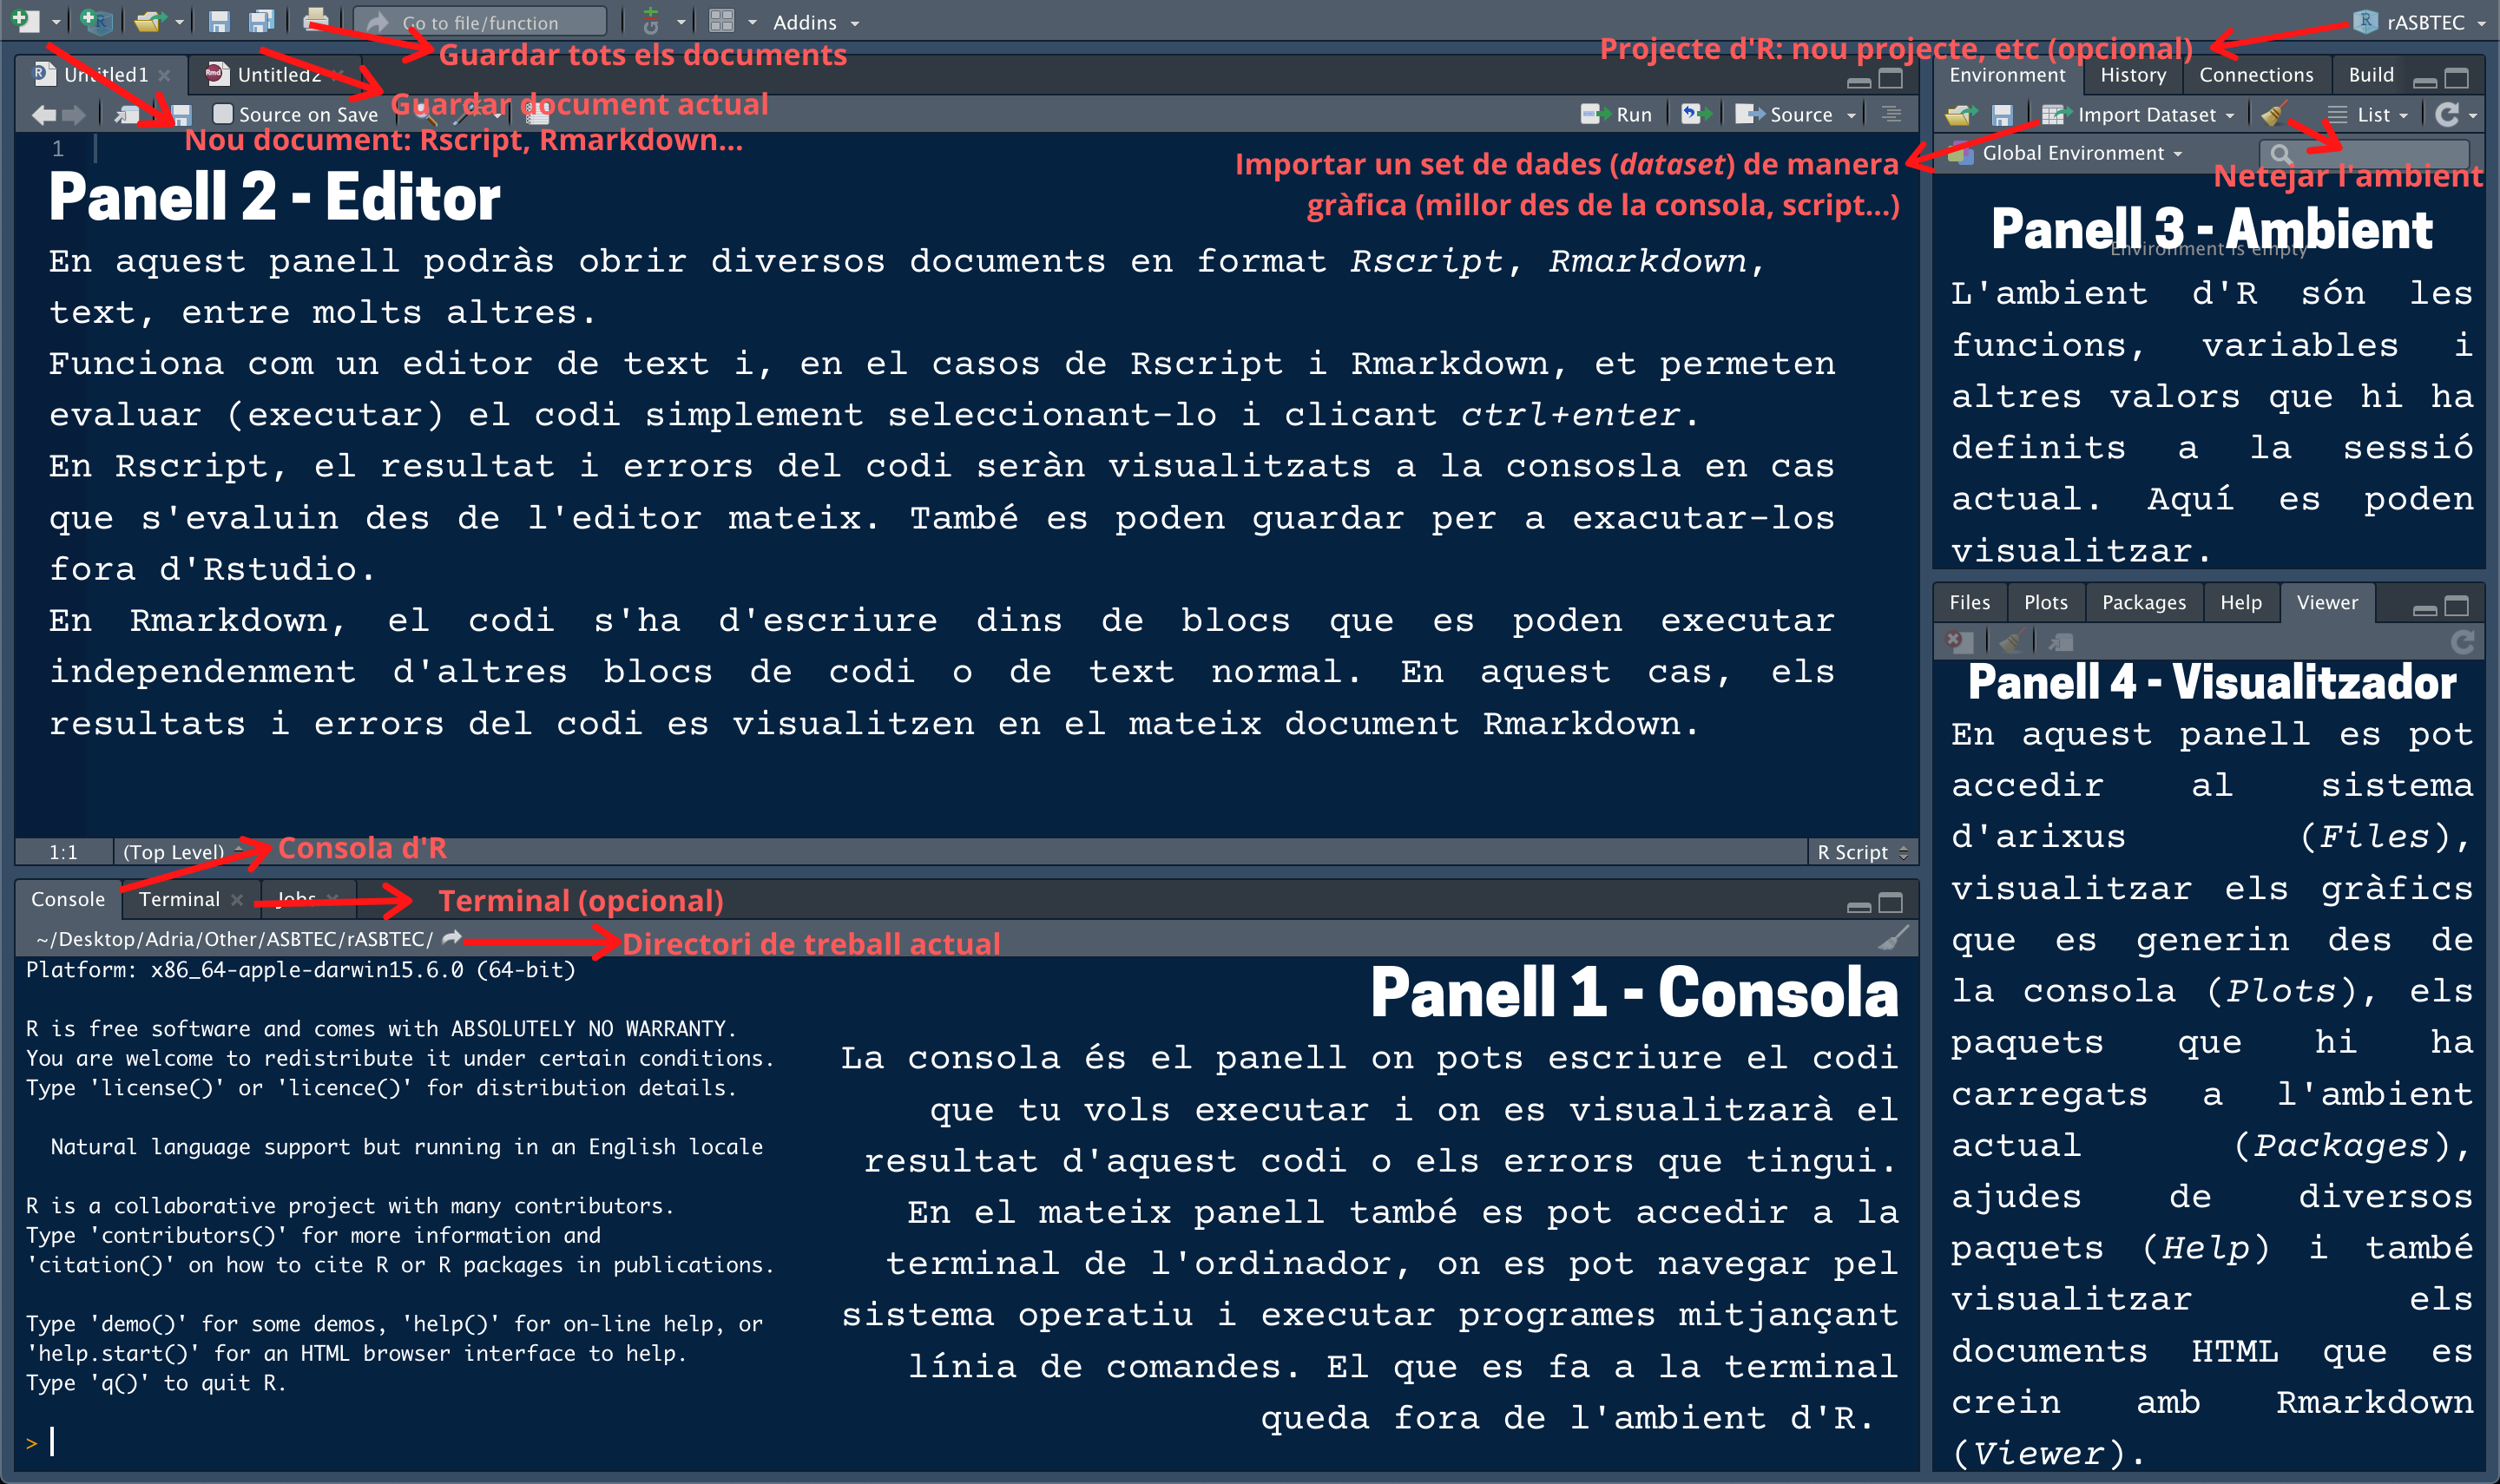 Go to file/function
Addins
rASBTEC
Guardar tots els documents
Projecte d'R: nou projecte, etc (opcional)
Untitled1
Untitled2
Guardar document actual
Source on Save
Run
Source
Nou document: Rscript, Rmarkdown...
1
Importar un set de dades (dataset) de manera
gràfica (millor des de la consola, script...)
Panell 2 - Editor
En aquest panell podràs obrir diversos documents en format Rscript, Rmarkdown,
text, entre molts altres.
Funciona com un editor de text i, en el casos de Rscript i Rmarkdown, et permeten
evaluar (executar) el codi simplement seleccionant-lo i clicant ctrl+enter.
En Rscript, el resultat i errors del codi seràn visualitzats a la consosla en cas
que s'evaluin des de l'editor mateix. També es poden guardar per a exacutar-los
fora d'Rstudio.
En Rmarkdown, el codi s'ha d'escriure dins de blocs que es poden executar
independenment d'altres blocs de codi o de text normal. En aquest cas, els
resultats i errors del codi es visualitzen en el mateix document Rmarkdown.
1:1
(Top Level)
R Script
Consola d'R
Console
Terminal
Jobs
Terminal (opcional)
~/Desktop/Adria/Other/ASBTEC/rASBTEC/
Directori de treball actual
Platform: x86_64-apple-darwin15.6.0 (64-bit)
R is free software and comes with ABSOLUTELY NO WARRANTY.
You are welcome to redistribute it under certain conditions.
Type 'license()' or 'licence()' for distribution details.
Natural language support but running in an English locale
R is a collaborative project with many contributors.
Type 'contributors()' for more information and
'citation()' on how to cite R or R packages in publications.
Type 'demo()' for some demos, 'help()' for on-line help, or
'help.start()' for an HTML browser interface to help.
Type 'q()' to quit R.
>
Panell 1 - Consola
La consola és el panell on pots escriure el codi
que tu vols executar i on es visualitzarà el
resultat d'aquest codi o els errors que tingui.
En el mateix panell també es pot accedir a la
terminal de l'ordinador, on es pot navegar pel
sistema operatiu i executar programes mitjançant
línia de comandes. El que es fa a la terminal
queda fora de l'ambient d'R.
Environment
History
Connections
Build
Import Dataset
List
Global Environment
Netejar l'ambient
Panell 3 - Ambient
Environment is empty
L'ambient d'R són les
funcions, variables i
altres valors que hi ha
definits a la sessió
actual. Aquí es poden
visualitzar.
Files
Plots
Packages
Help
Viewer
Panell 4 - Visualitzador
En aquest panell es pot
accedir al sistema
d'arixus (Files),
visualitzar els gràfics
que es generin des de
la consola (Plots), els
paquets que hi ha
carregats a l'ambient
actual (Packages),
ajudes de diversos
paquets (Help) i també
visualitzar els
documents HTML que es
crein amb Rmarkdown
(Viewer).